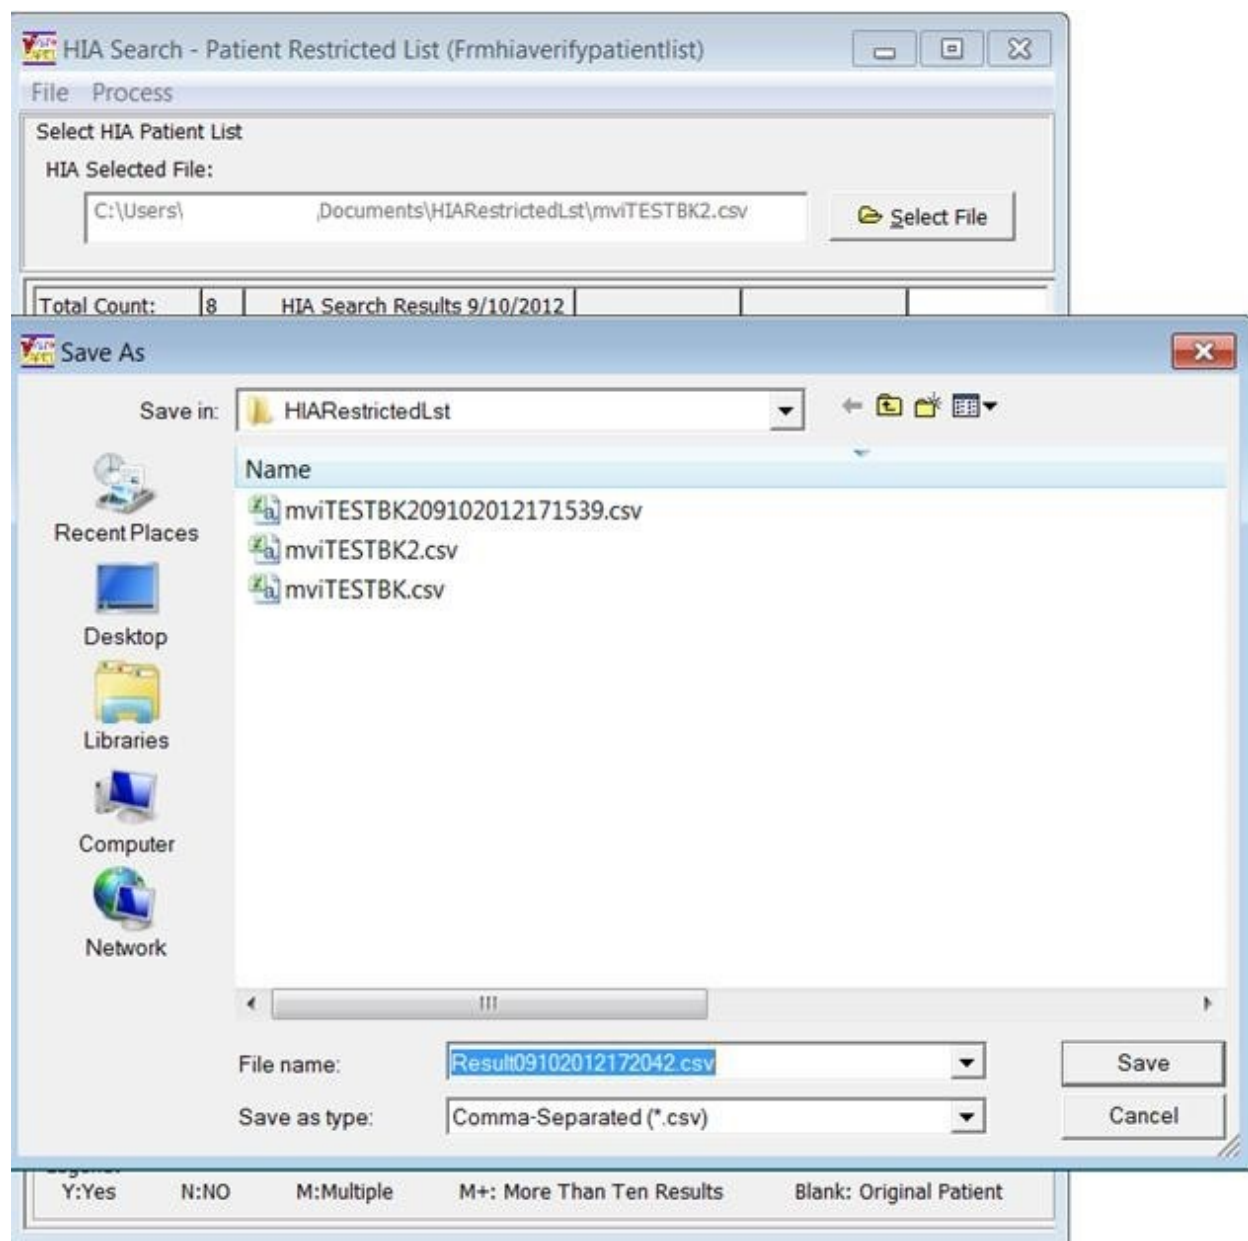 HIA Search - Patient Restricted List (Frmhiaverifypatientlist)
File Process
Select HIA Patient List
HIA Selected File:
C:\Users\ ,Documents\HIARestrictedLst\mviTESTBK2.csv
Select File
Total Count: 8 HIA Search Results 9/10/2012
Save As
Save in: HIARestrictedLst
Name
mviTESTBK209102012171539.csv
mviTESTBK2.csv
mviTESTBK.csv
Recent Places
Desktop
Libraries
Computer
Network
File name: Result09102012172042.csv Save
Save as type: Comma-Separated (*.csv) Cancel
Y:Yes N:NO M:Multiple M+: More Than Ten Results Blank: Original Patient